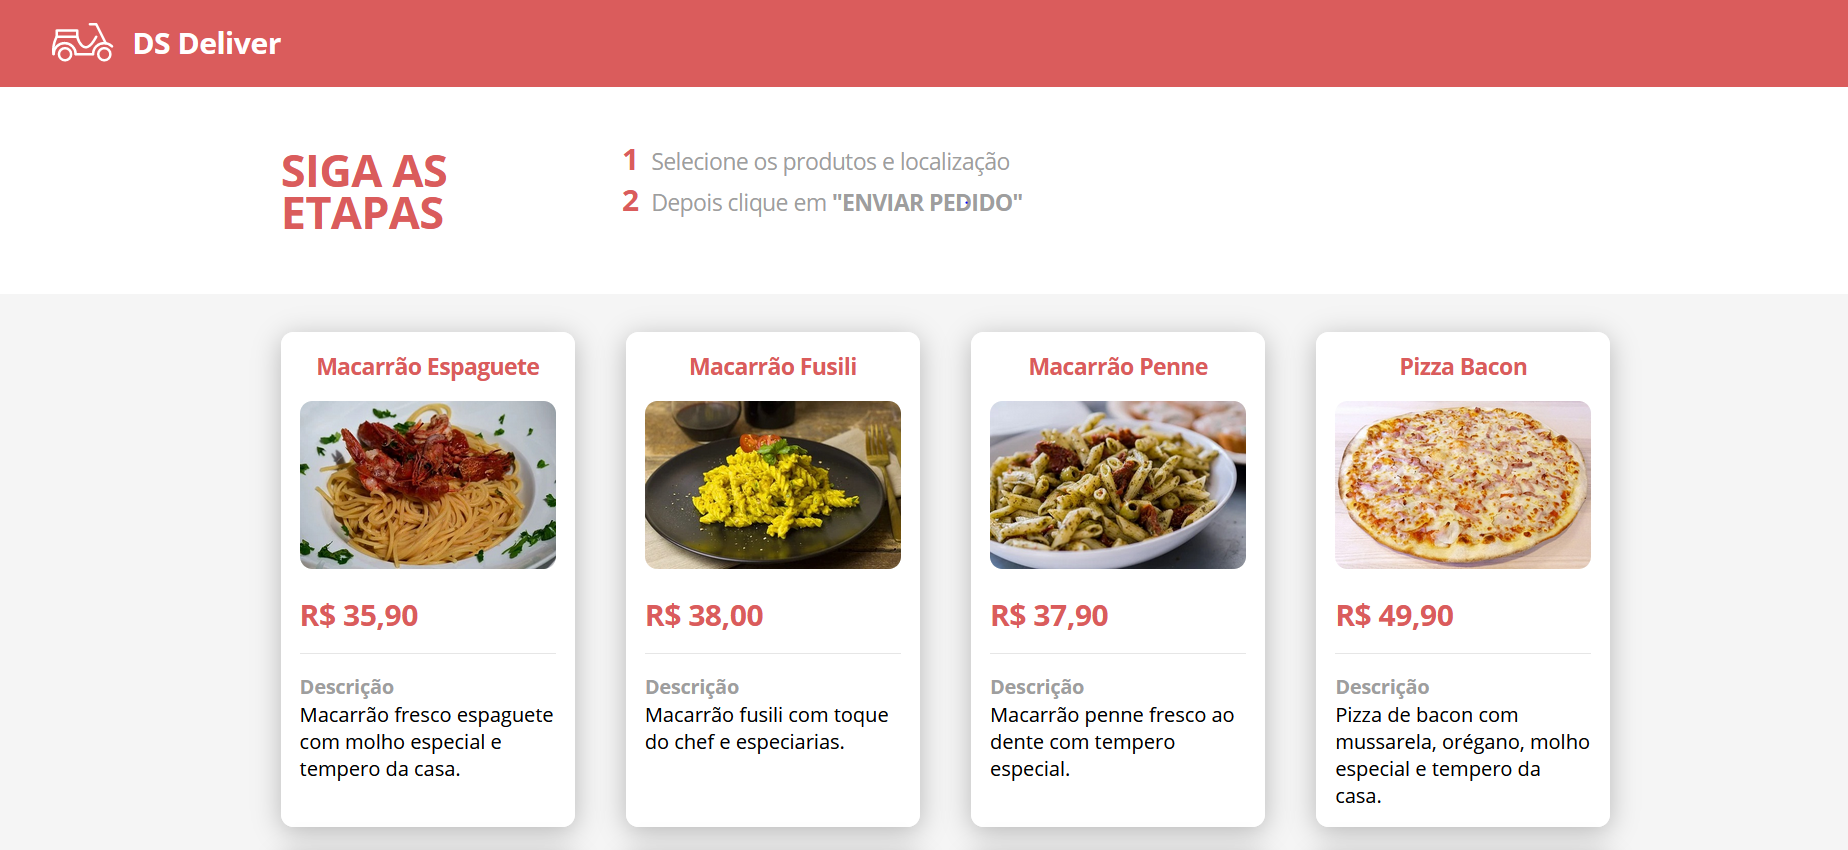 DS Deliver
SIGA AS
ETAPAS
1 Selecione os produtos e localização
2 Depois clique em "ENVIAR PEDIDO"
Macarrão Espaguete
R$ 35,90
Descrição
Macarrão fresco espaguete
com molho especial e
tempero da casa.
Macarrão Fusili
R$ 38,00
Descrição
Macarrão fusili com toque
do chef e especiarias.
Macarrão Penne
R$ 37,90
Descrição
Macarrão penne fresco ao
dente com tempero
especial.
Pizza Bacon
R$ 49,90
Descrição
Pizza de bacon com
mussarela, orégano, molho
especial e tempero da
casa.